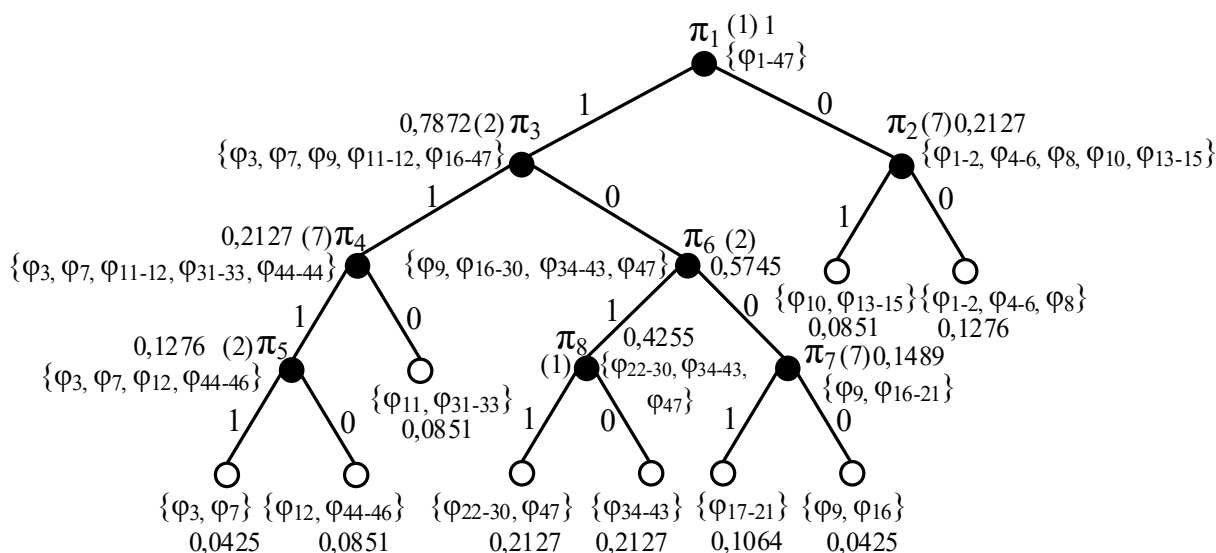 π1 (1) 1
{φ1-47}
1
0
0,7872(2) π3
π2 (7) 0,2127
{φ3, φ7, φ9, φ11-12, φ16-47}
{φ1-2, φ4-6, φ8, φ10, φ13-15}
1
0
1
0
0,2127 (7) π4
π6 (2)
{φ3, φ7, φ11-12, φ31-33, φ44-44}
{φ9, φ16-30, φ34-43, φ47}
0,5745
{φ10, φ13-15}
{φ1-2, φ4-6, φ8}
0,0851
0,1276
1
0
1
0
0,1276 (2) π5
π8
0,4255
π7 (7) 0,1489
{φ3, φ7, φ12, φ44-46}
(1)
{φ22-30, φ34-43,
φ47}
{φ9, φ16-21}
{φ11, φ31-33}
0,0851
1
0
1
0
1
0
{φ3, φ7}
{φ12, φ44-46}
{φ22-30, φ47}
{φ34-43}
{φ17-21}
{φ9, φ16}
0,0425
0,0851
0,2127
0,2127
0,1064
0,0425